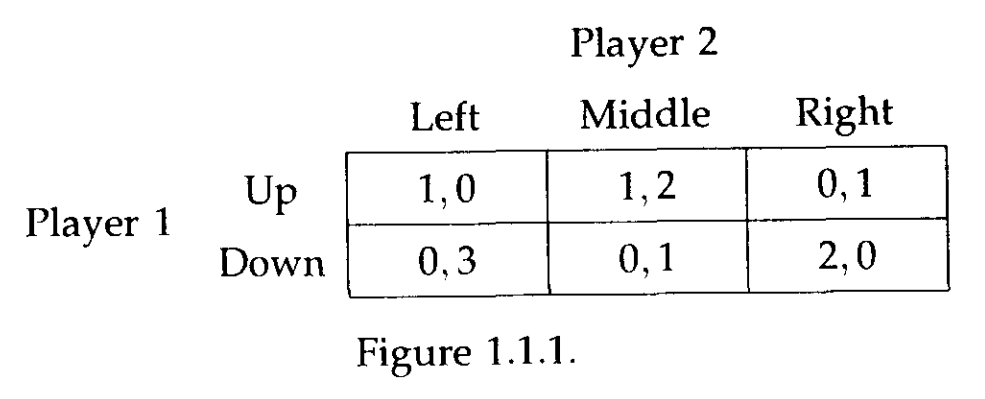 Player 2
Left Middle Right
Player 1
Up 1,0 1,2 0,1
Down 0,3 0,1 2,0
Figure 1.1.1.